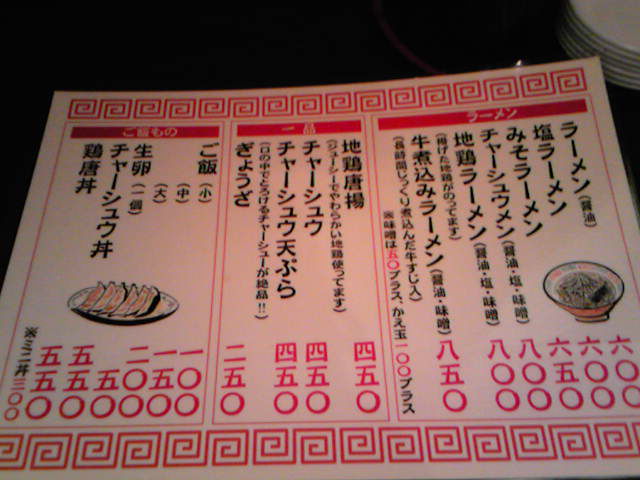 ラーメン
ラーメン(醤油) 六〇〇
塩ラーメン 六〇〇
みそラーメン 六五〇
チャーシュウメン(醤油・塩・味噌) 八〇〇
地鶏ラーメン(醤油・塩・味噌) 八〇〇
(揚げた地鶏がのってます)
牛煮込みラーメン(醤油・味噌) 八五〇
(長時間じっくり煮込んだ牛すじ入)
※味噌は五〇プラス、かえ玉一〇〇プラス
一品
地鶏唐揚 四五〇
(ジューシーでやわらかい地鶏使ってます)
チャーシュウ 四五〇
チャーシュウ天ぷら 四五〇
(口の中でとろけるチャーシューが絶品!!)
ぎょうざ 二五〇
ご飯もの
ご飯(小) 一〇〇
(中) 一五〇
(大) 二〇〇
生卵(一個) 五〇
チャーシュウ丼 五五〇
鶏唐丼 五五〇
※ミニ丼三〇〇